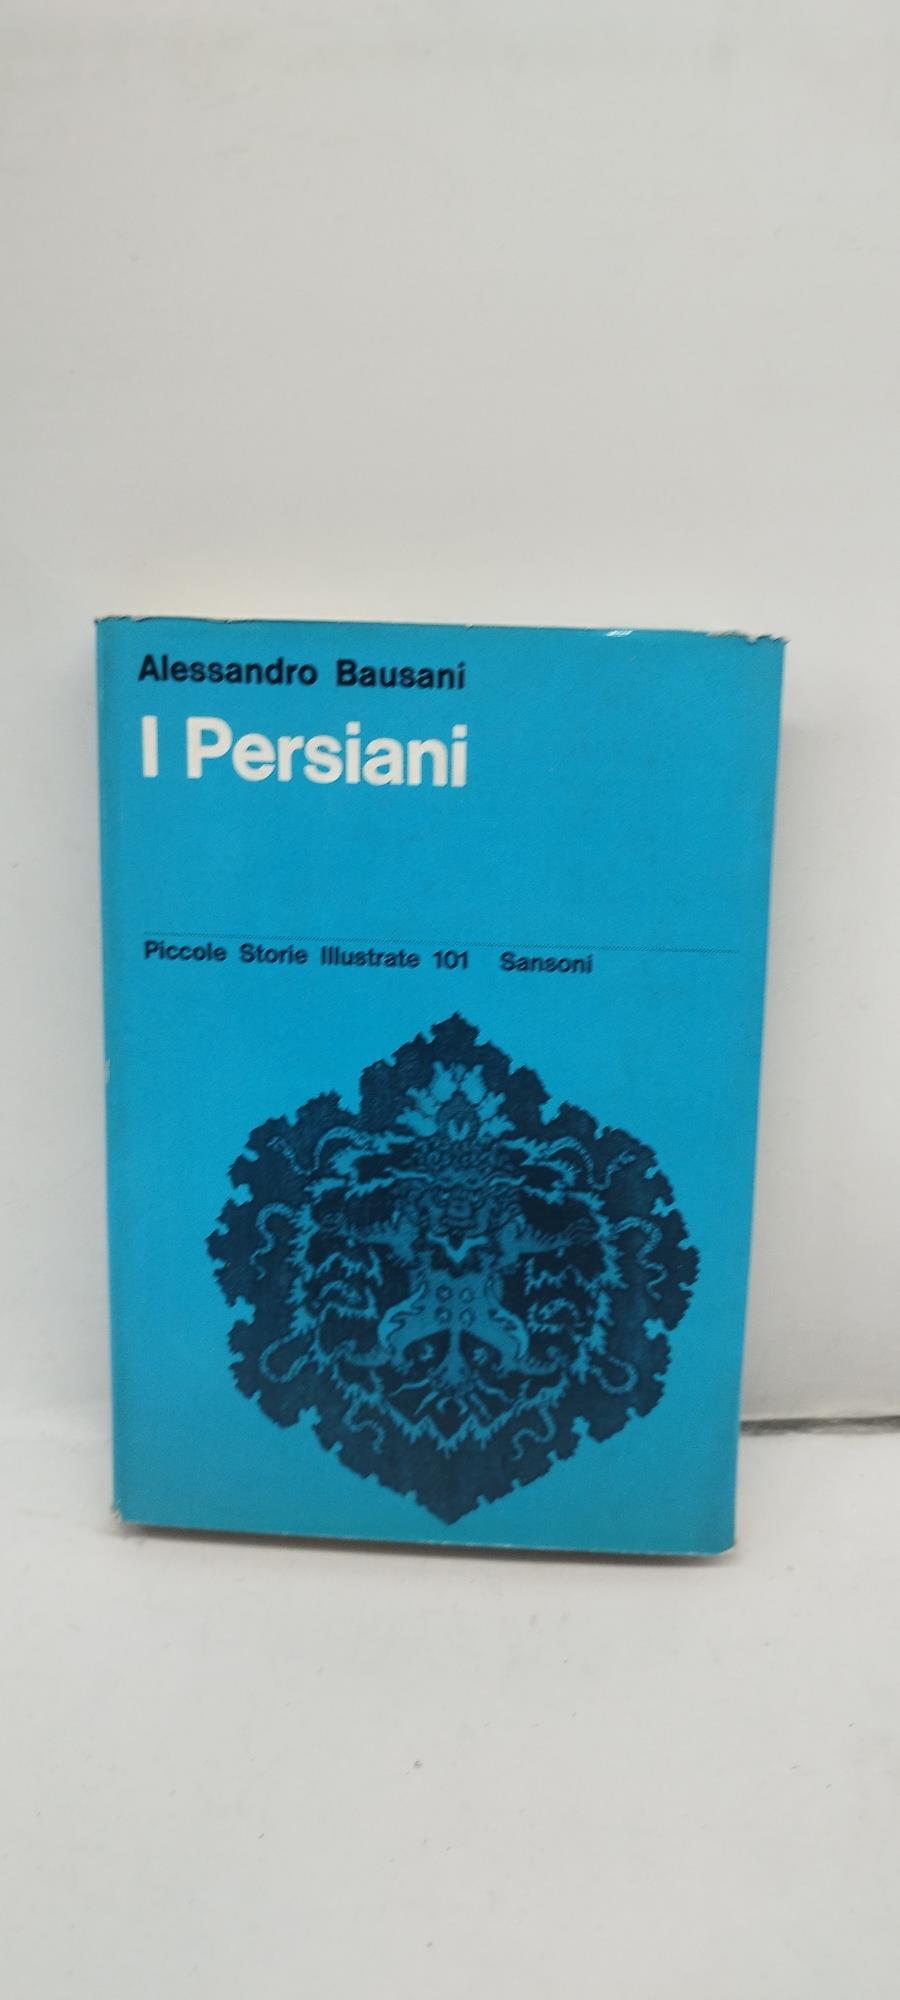 Alessandro Bausani
I Persiani
Piccole Storie Illustrate 101 Sansoni